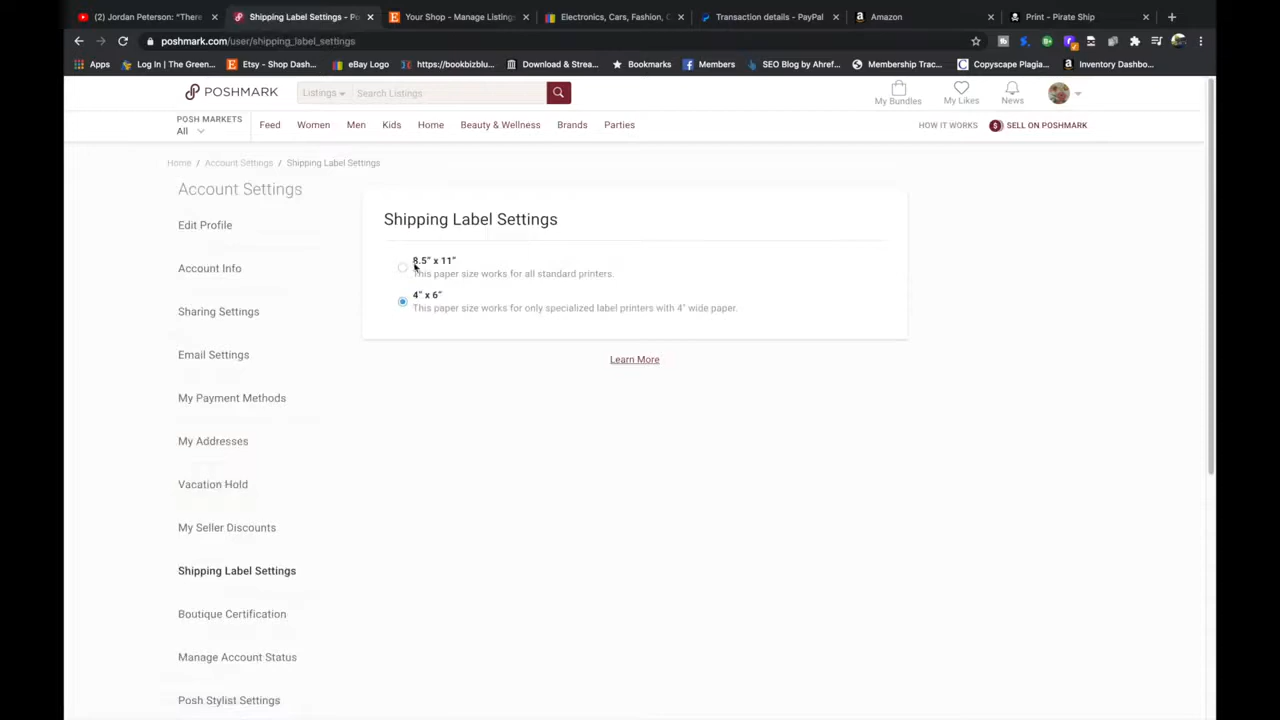 (2) Jordan Peterson: "There
Shipping Label Settings - Po
Your Shop - Manage Listing
Electronics, Cars, Fashion, C
Transaction details - PayPal
Amazon
Print - Pirate Ship
poshmark.com/user/shipping_label_settings
Apps
Log In | The Green...
Etsy - Shop Dash...
eBay Logo
https://bookbizblu...
Download & Strea...
Bookmarks
Members
SEO Blog by Ahref...
Membership Trac...
Copyscape Plagia...
Inventory Dashbo...
POSHMARK
Listings
Search Listings
My Bundles
My Likes
News
POSH MARKETS
All
Feed
Women
Men
Kids
Home
Beauty & Wellness
Brands
Parties
HOW IT WORKS
SELL ON POSHMARK
Home / Account Settings / Shipping Label Settings
Account Settings
Edit Profile
Account Info
Sharing Settings
Email Settings
My Payment Methods
My Addresses
Vacation Hold
My Seller Discounts
Shipping Label Settings
Boutique Certification
Manage Account Status
Posh Stylist Settings
Shipping Label Settings
8.5" x 11"
This paper size works for all standard printers.
4" x 6"
This paper size works for only specialized label printers with 4" wide paper.
Learn More